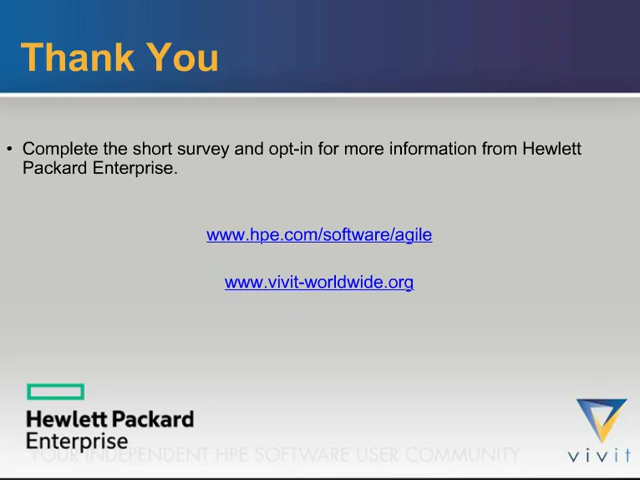 Thank You
• Complete the short survey and opt-in for more information from Hewlett
Packard Enterprise.
www.hpe.com/software/agile
www.vivit-worldwide.org
Hewlett Packard
Enterprise
YOUR INDEPENDENT HPE SOFTWARE USER COMMUNITY
vivit